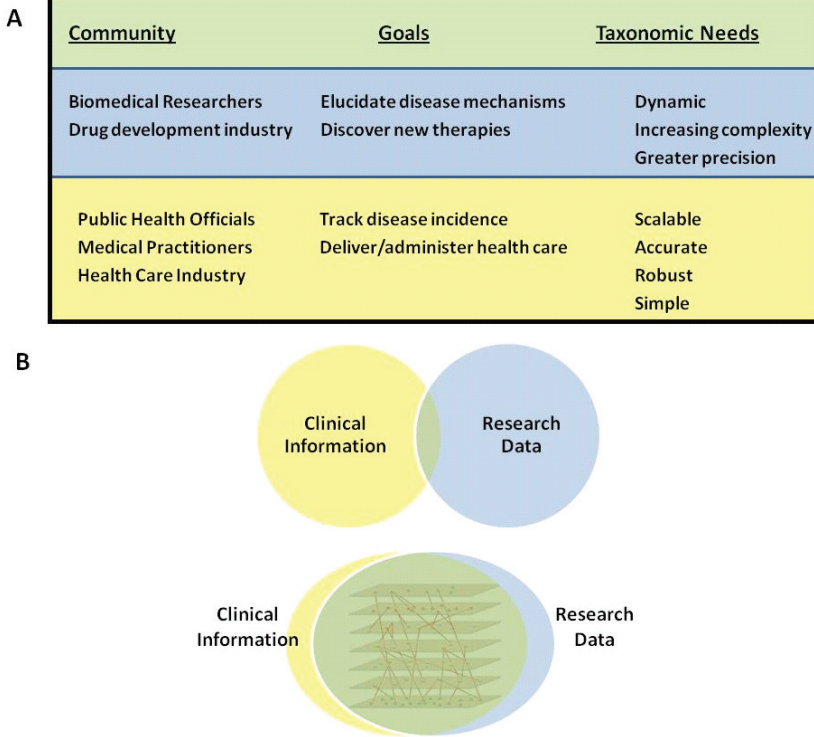 A
Community Goals Taxonomic Needs
Biomedical Researchers Elucidate disease mechanisms Dynamic
Drug development industry Discover new therapies Increasing complexity
Greater precision
Public Health Officials Track disease incidence Scalable
Medical Practitioners Deliver/administer health care Accurate
Health Care Industry Robust
Simple
B
Clinical Research
Information Data
Clinical Research
Information Data